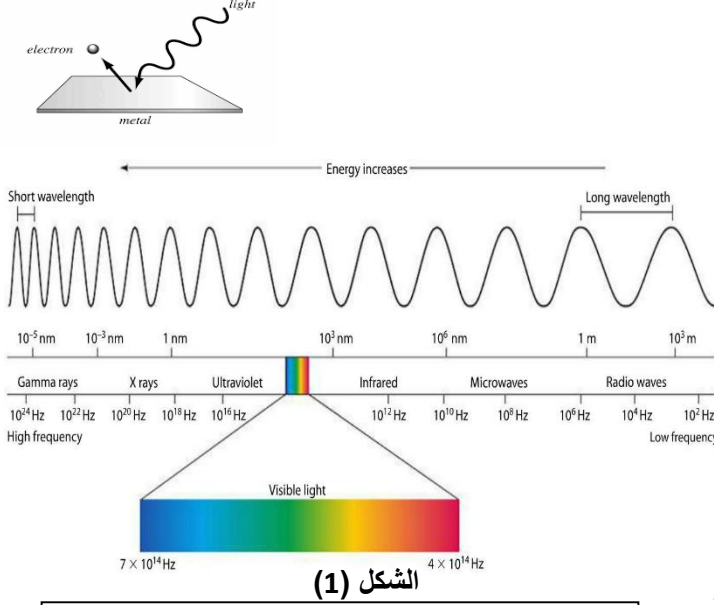 light
electron
metal
Energy increases
Short wavelength
Long wavelength
10⁻⁵ nm 10⁻³ nm 1 nm 10³ nm 10⁶ nm 1 m 10³ m
Gamma rays X rays Ultraviolet Infrared Microwaves Radio waves
10²⁴ Hz 10²² Hz 10²⁰ Hz 10¹⁸ Hz 10¹⁶ Hz 10¹² Hz 10¹⁰ Hz 10⁸ Hz 10⁶ Hz 10⁴ Hz 10² Hz
High frequency Low frequency
Visible light
7 × 10¹⁴ Hz 4 × 10¹⁴ Hz
الشكل (1)